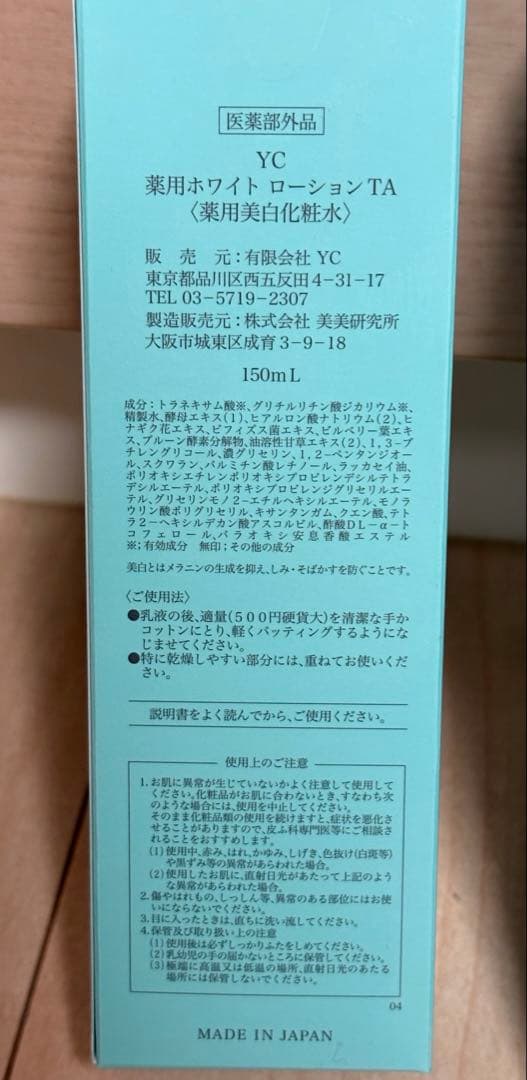 医薬部外品
YC
薬用ホワイト ローションTA
〈薬用美白化粧水〉
販 売 元：有限会社 YC
東京都品川区西五反田4−31−17
TEL 03−5719−2307
製造販売元：株式会社 美美研究所
大阪市城東区成育3−9−18
150mL
成分：トラネキサム酸※、グリチルリチン酸ジカリウム※、
精製水、酵母エキス(1)、ヒアルロン酸ナトリウム(2)、ヒ
ナギク花エキス、ビフィズス菌エキス、ビルベリー葉エキ
ス、プルーン酵素分解物、油溶性甘草エキス(2)、1，3−ブ
チレングリコール、濃グリセリン、1，2−ペンタンジオー
ル、スクワラン、パルミチン酸レチノール、ラッカセイ油、
ポリオキシエチレンポリオキシプロピレンデシルテトラ
デシルエーテル、ポリオキシプロピレンジグリセリルエー
テル、グリセリンモノ2−エチルヘキシルエーテル、モノラ
ウリン酸ポリグリセリル、キサンタンガム、クエン酸、テト
ラ2−ヘキシルデカン酸アスコルビル、酢酸DL−α−ト
コフェロール、パラオキシ安息香酸エステル
※；有効成分 無印；その他の成分
美白とはメラニンの生成を抑え、しみ・そばかすを防ぐことです。
〈ご使用法〉
●乳液の後、適量(500円硬貨大)を清潔な手か
コットンにとり、軽くパッティングするようにな
じませてください。
●特に乾燥しやすい部分には、重ねてお使いくだ
さい。
説明書をよく読んでから、ご使用ください。
使用上のご注意
1.お肌に異常が生じていないかよく注意して使用して
ください。化粧品がお肌に合わないとき、すなわち次
のような場合には、使用を中止してください。
そのまま化粧品類の使用を続けますと、症状を悪化さ
せることがありますので、皮ふ科専門医等にご相談され
ることをおすすめします。
(1)使用中、赤み、はれ、かゆみ、しげき、色抜け(白斑等)
や黒ずみ等の異常があらわれた場合。
(2)使用したお肌に、直射日光があたって上記のよう
な異常があらわれた場合。
2.傷やはれもの、しっしん等、異常のある部位にはお使
いにならないでください。
3.目に入ったときは、直ちに洗い流してください。
4.保管及び取り扱い上の注意
(1)使用後は必ずしっかりふたをしめてください。
(2)乳幼児の手の届かないところに保管してください。
(3)極端に高温又は低温の場所、直射日光のあたる
場所には保管しないでください。
04
MADE IN JAPAN